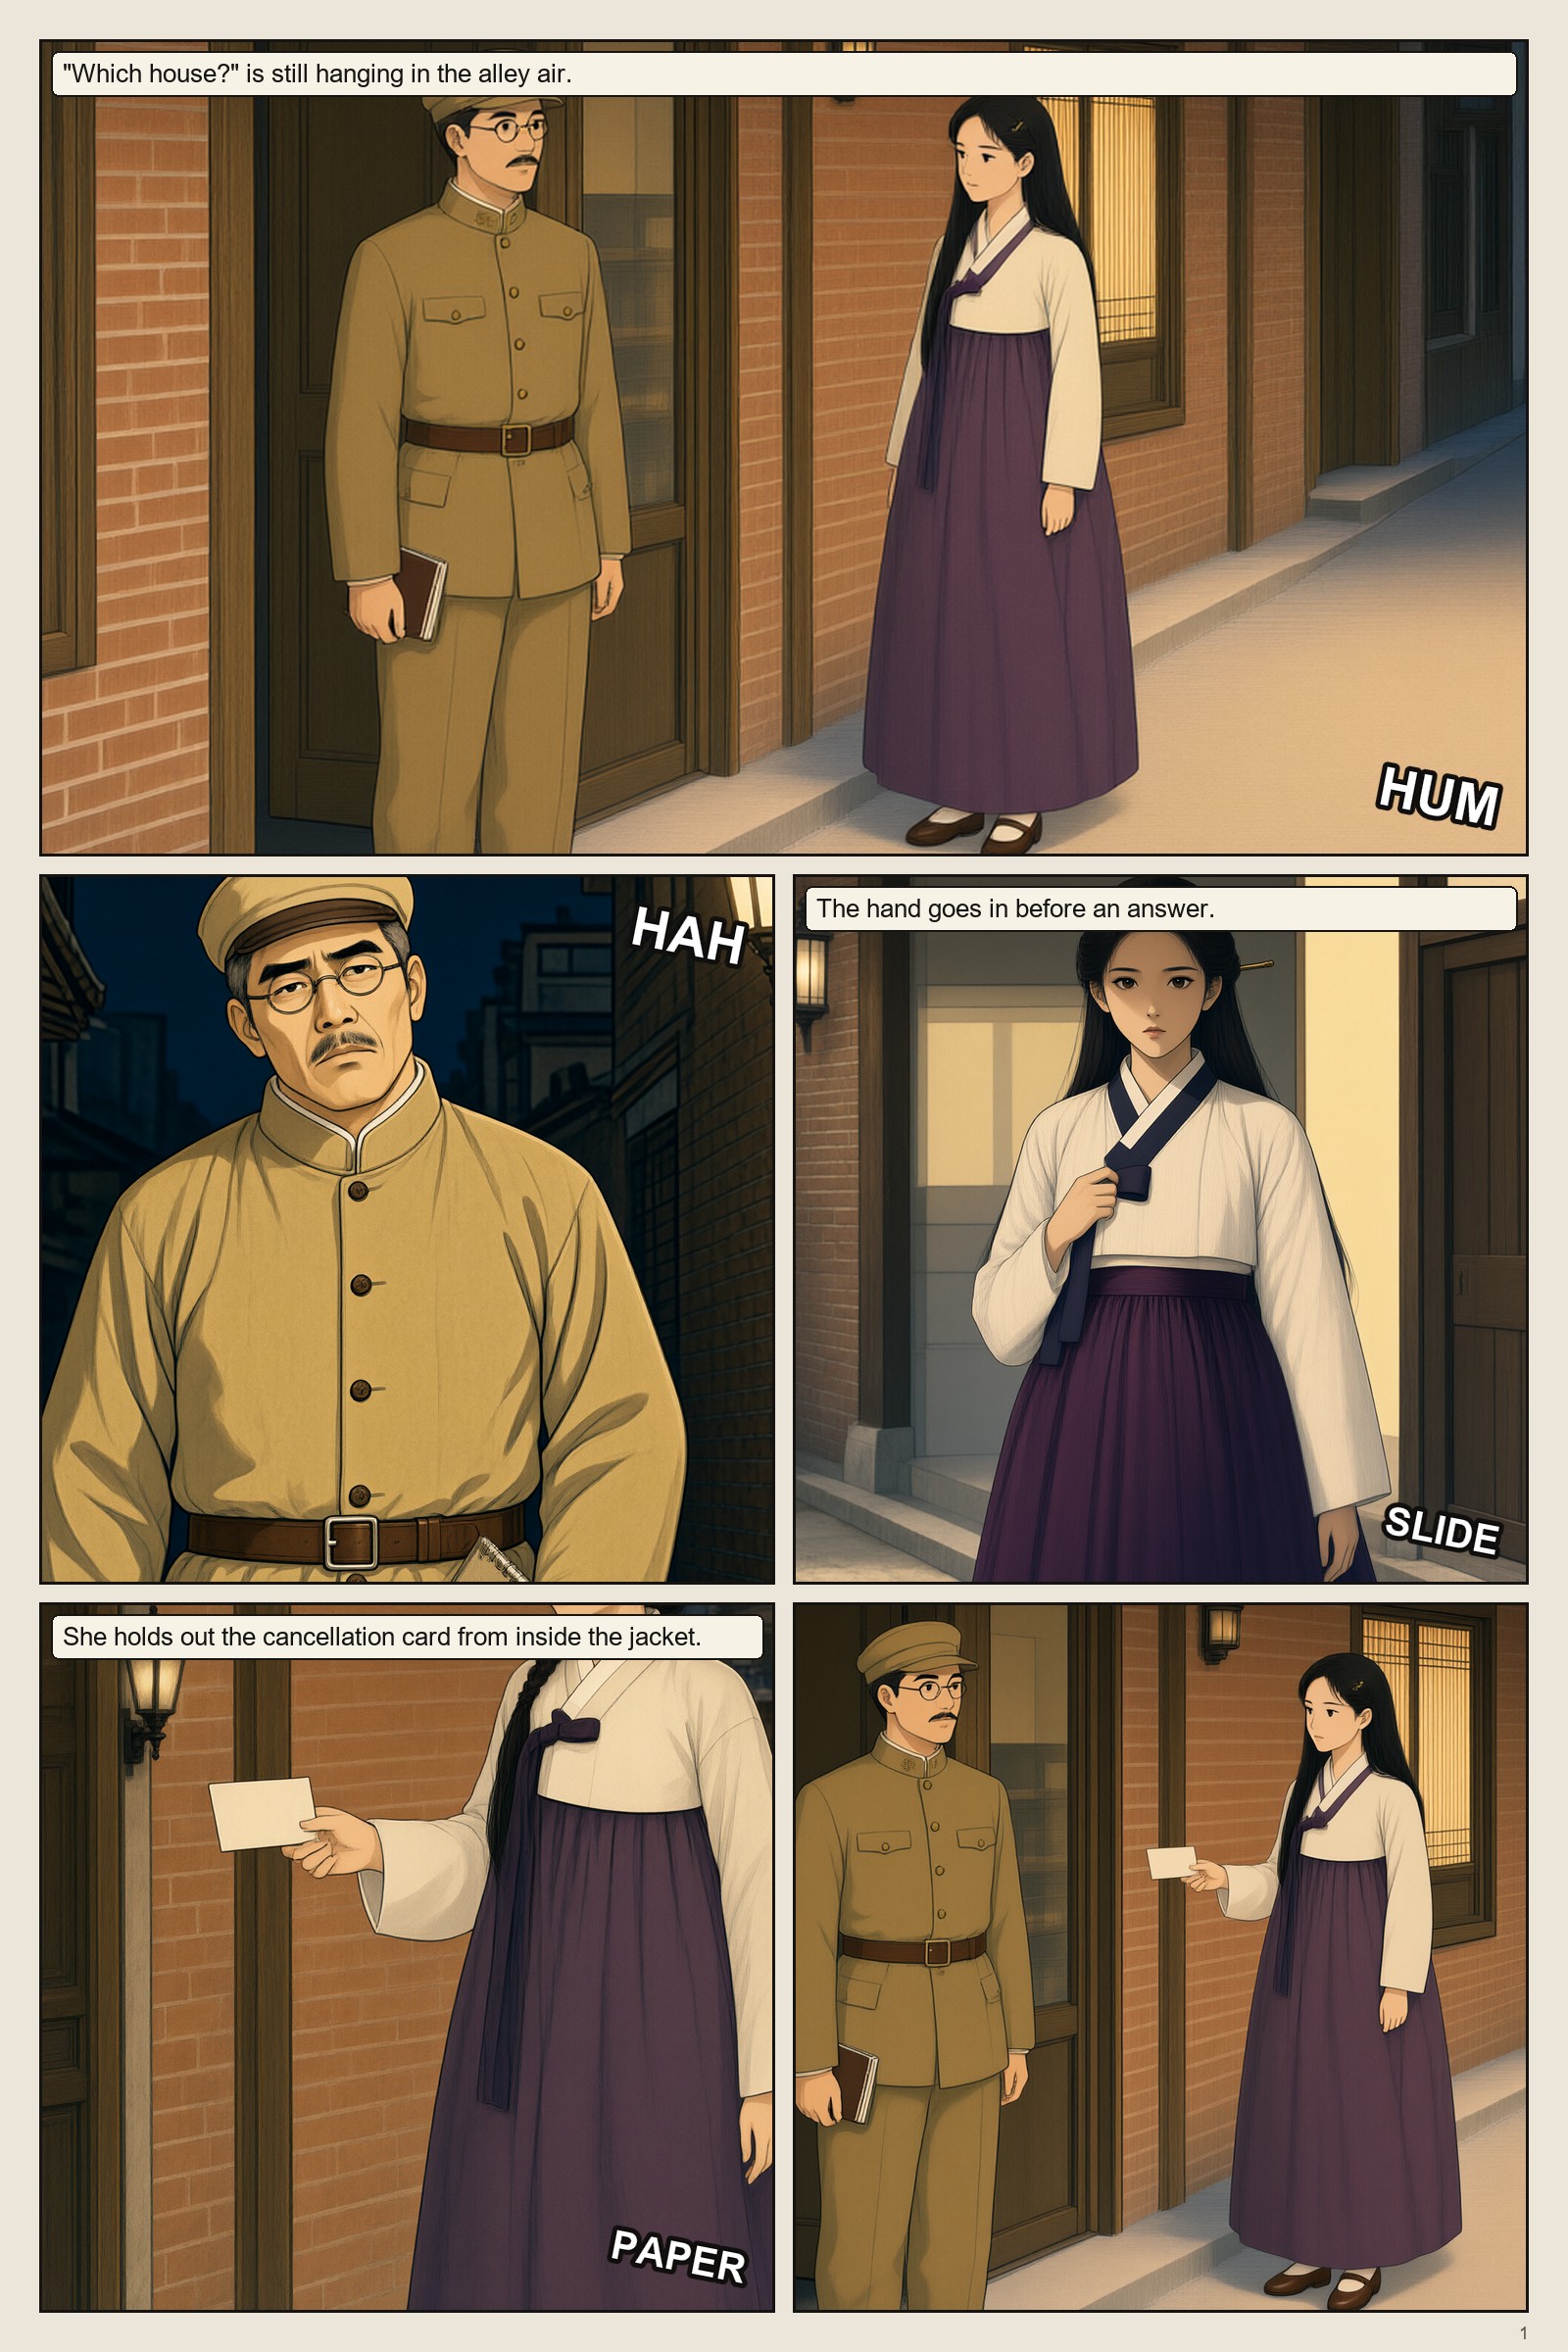 "Which house?" is still hanging in the alley air.
HUM
HAH
The hand goes in before an answer.
SLIDE
She holds out the cancellation card from inside the jacket.
PAPER
1